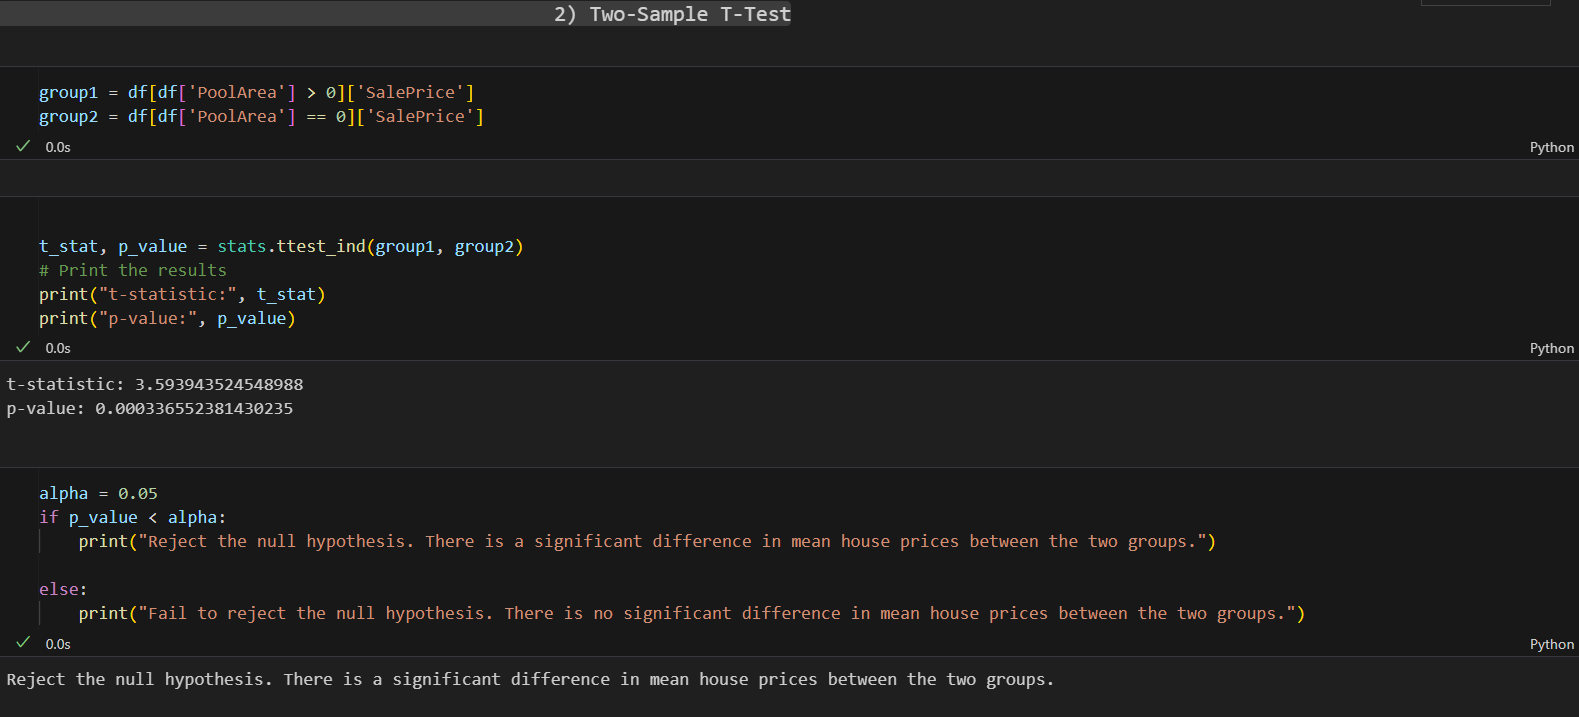 2) Two-Sample T-Test
group1 = df[df['PoolArea'] > 0]['SalePrice']
group2 = df[df['PoolArea'] == 0]['SalePrice']
0.0s
Python
t_stat, p_value = stats.ttest_ind(group1, group2)
# Print the results
print("t-statistic:", t_stat)
print("p-value:", p_value)
0.0s
Python
t-statistic: 3.593943524548988
p-value: 0.000336552381430235
alpha = 0.05
if p_value < alpha:
    print("Reject the null hypothesis. There is a significant difference in mean house prices between the two groups.")
else:
    print("Fail to reject the null hypothesis. There is no significant difference in mean house prices between the two groups.")
0.0s
Python
Reject the null hypothesis. There is a significant difference in mean house prices between the two groups.